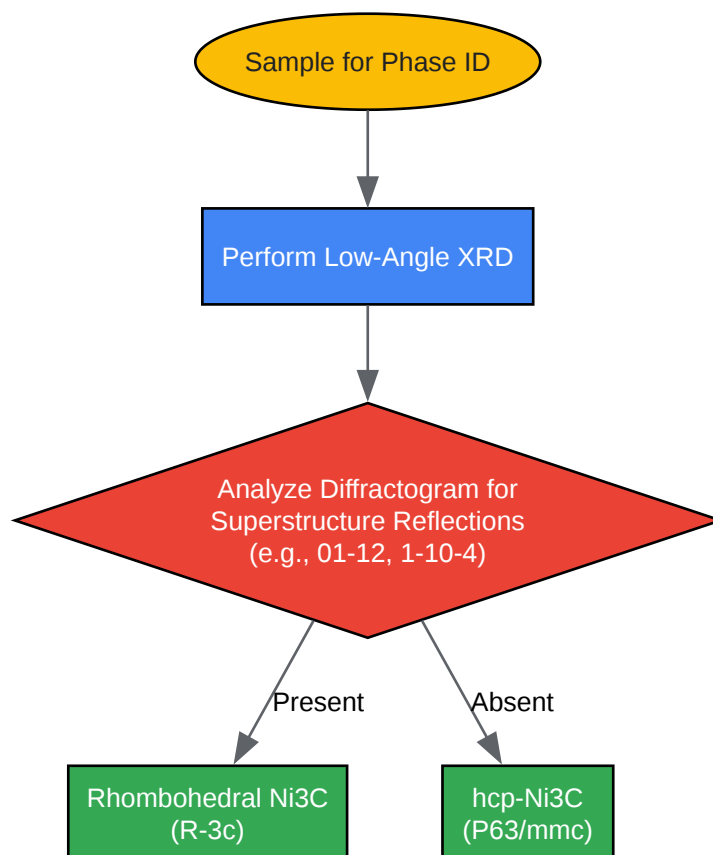 Sample for Phase ID
Perform Low-Angle XRD
Analyze Diffractogram for
Superstructure Reflections
(e.g., 01-12, 1-10-4)
Present
Absent
Rhombohedral Ni3C
(R-3c)
hcp-Ni3C
(P63/mmc)